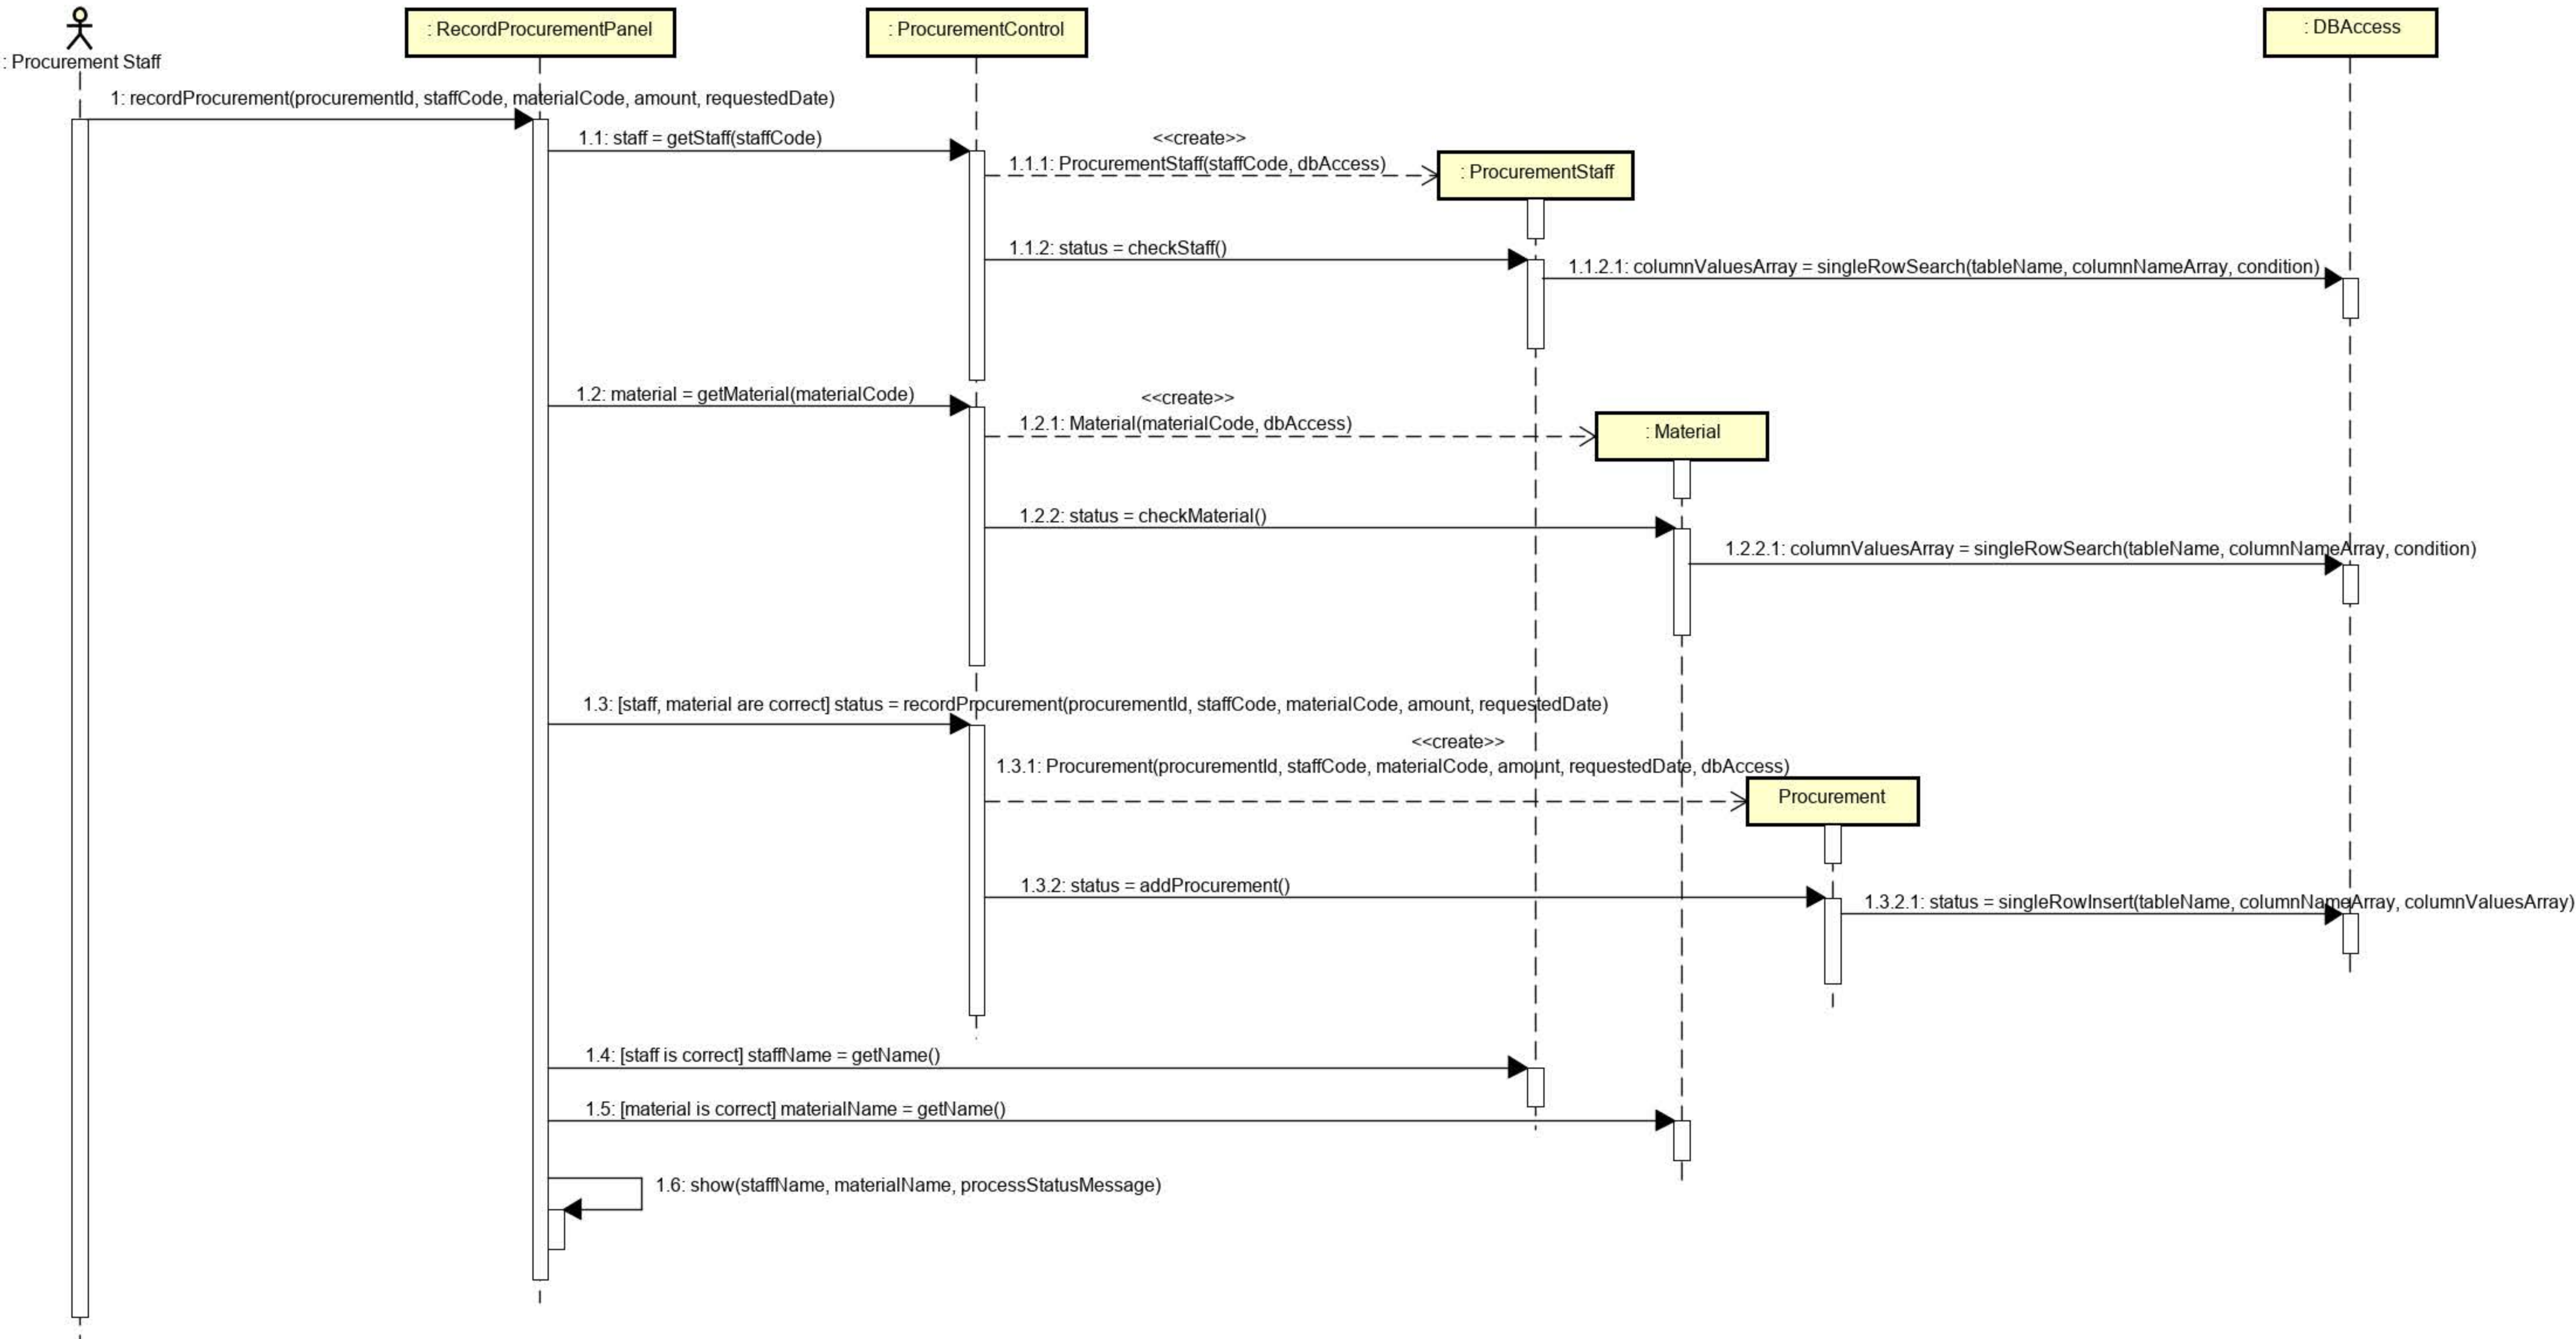 : Procurement Staff
: RecordProcurementPanel
: ProcurementControl
: DBAccess
1: recordProcurement(procurementId, staffCode, materialCode, amount, requestedDate)
1.1: staff = getStaff(staffCode)
<<create>>
1.1.1: ProcurementStaff(staffCode, dbAccess)
: ProcurementStaff
1.1.2: status = checkStaff()
1.1.2.1: columnValuesArray = singleRowSearch(tableName, columnNameArray, condition)
1.2: material = getMaterial(materialCode)
<<create>>
1.2.1: Material(materialCode, dbAccess)
: Material
1.2.2: status = checkMaterial()
1.2.2.1: columnValuesArray = singleRowSearch(tableName, columnNameArray, condition)
1.3: [staff, material are correct] status = recordProcurement(procurementId, staffCode, materialCode, amount, requestedDate)
<<create>>
1.3.1: Procurement(procurementId, staffCode, materialCode, amount, requestedDate, dbAccess)
Procurement
1.3.2: status = addProcurement()
1.3.2.1: status = singleRowInsert(tableName, columnNameArray, columnValuesArray)
1.4: [staff is correct] staffName = getName()
1.5: [material is correct] materialName = getName()
1.6: show(staffName, materialName, processStatusMessage)